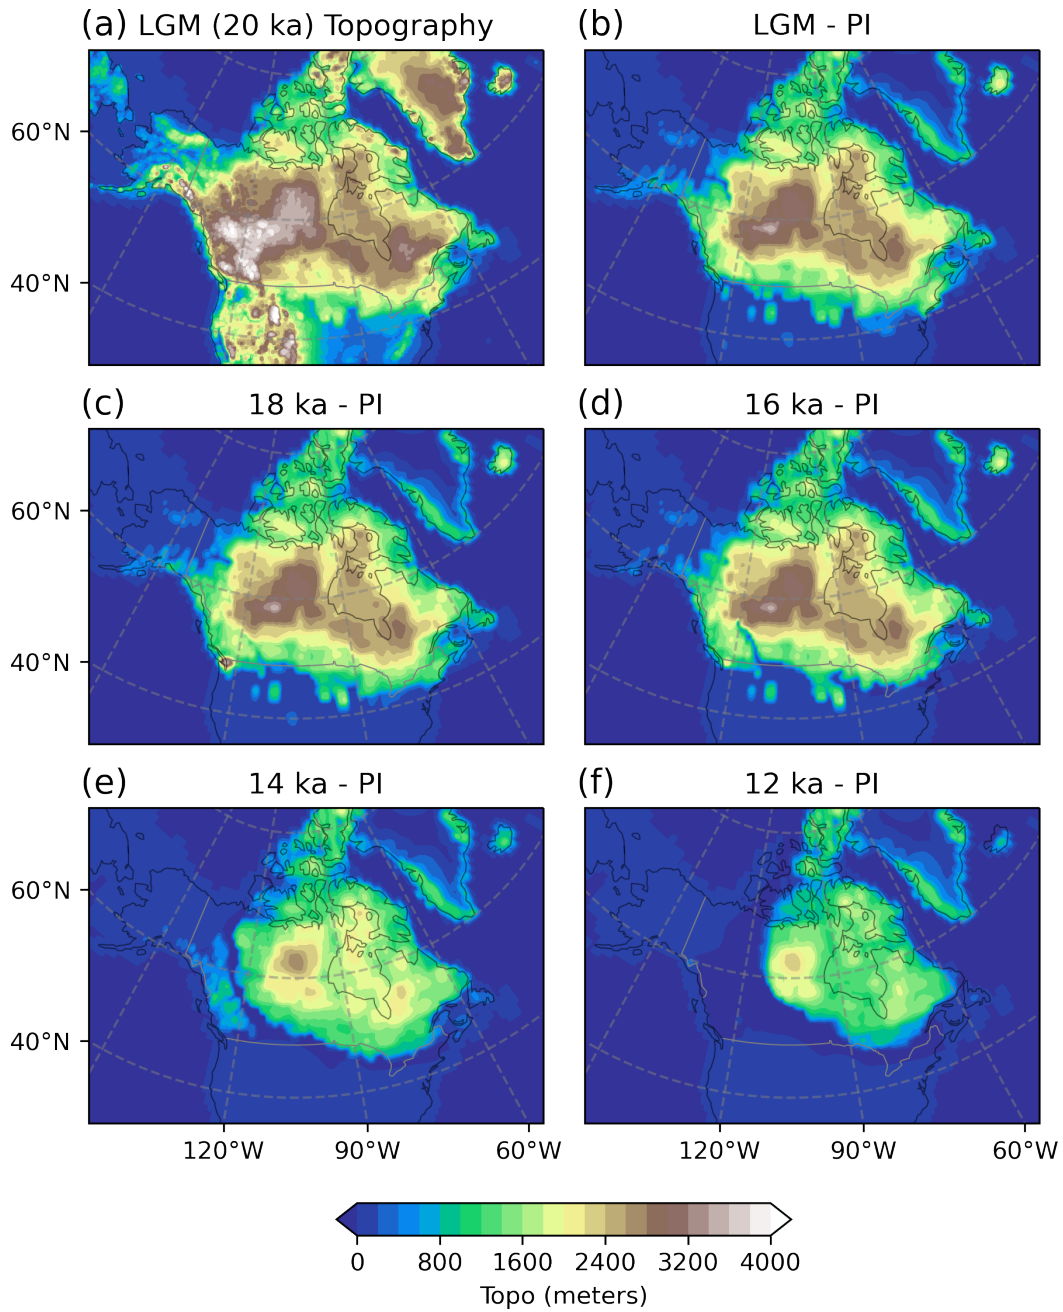 (a) LGM (20 ka) Topography
(b) LGM - PI
60°N
40°N
(c) 18 ka - PI
(d) 16 ka - PI
60°N
40°N
(e) 14 ka - PI
(f) 12 ka - PI
60°N
40°N
120°W 90°W 60°W
120°W 90°W 60°W
0 800 1600 2400 3200 4000
Topo (meters)